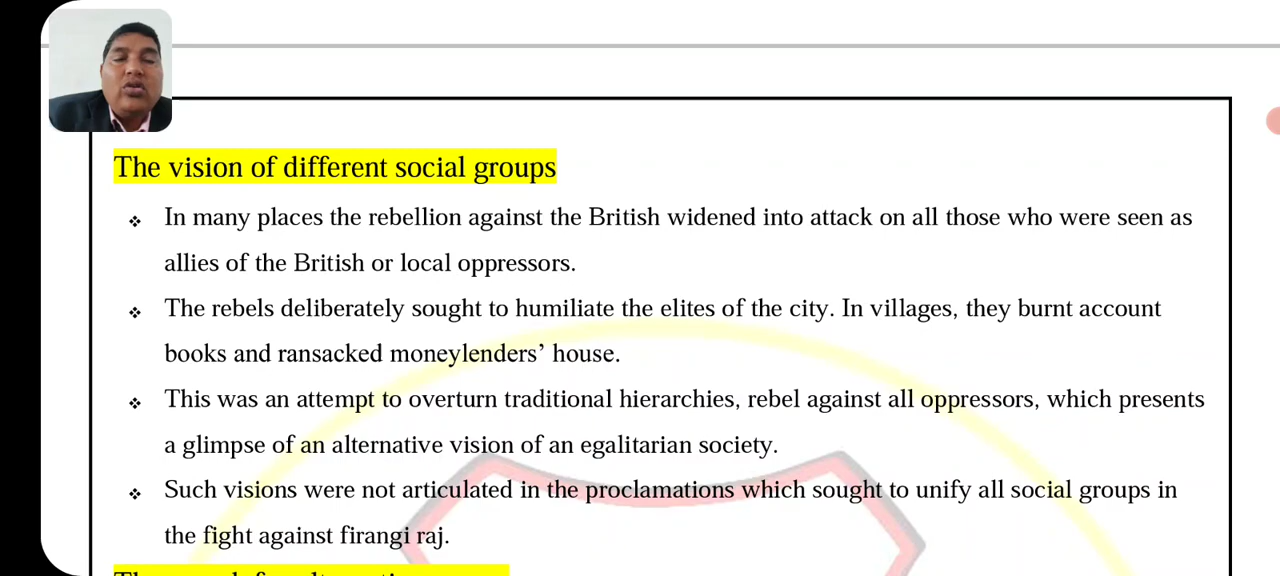 The vision of different social groups
❖ In many places the rebellion against the British widened into attack on all those who were seen as
allies of the British or local oppressors.
❖ The rebels deliberately sought to humiliate the elites of the city. In villages, they burnt account
books and ransacked moneylenders’ house.
❖ This was an attempt to overturn traditional hierarchies, rebel against all oppressors, which presents
a glimpse of an alternative vision of an egalitarian society.
❖ Such visions were not articulated in the proclamations which sought to unify all social groups in
the fight against firangi raj.